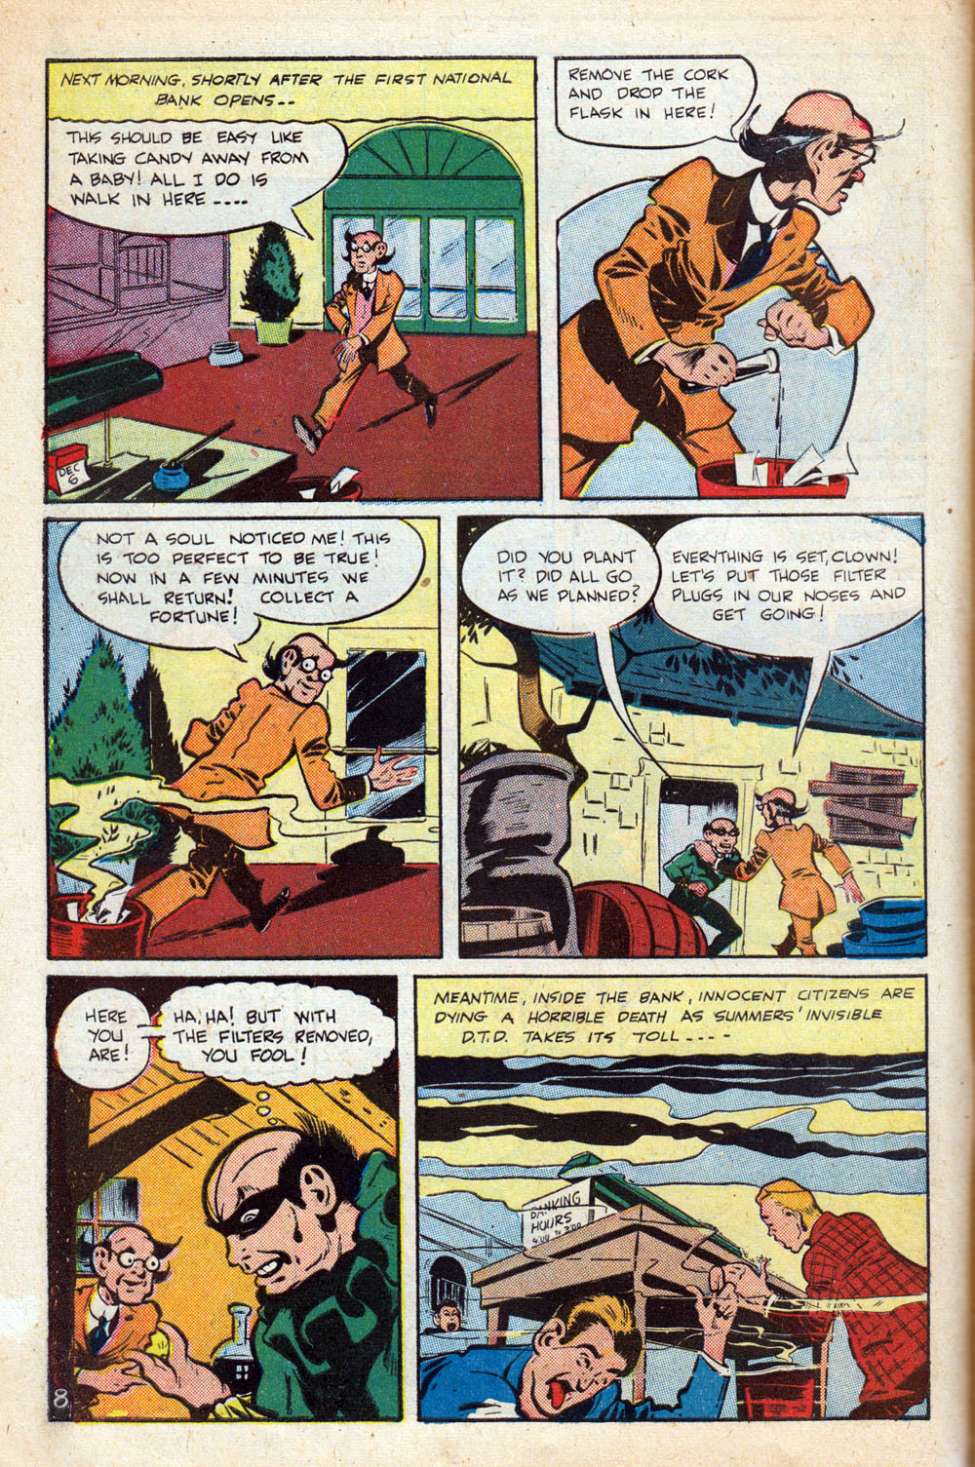 NEXT MORNING, SHORTLY AFTER THE FIRST NATIONAL
BANK OPENS--
THIS SHOULD BE EASY LIKE
TAKING CANDY AWAY FROM
A BABY! ALL I DO IS
WALK IN HERE ----
DEC
6
REMOVE THE CORK
AND DROP THE
FLASK IN HERE!
NOT A SOUL NOTICED ME! THIS
IS TOO PERFECT TO BE TRUE!
NOW IN A FEW MINUTES WE
SHALL RETURN! COLLECT A
FORTUNE!
DID YOU PLANT
IT? DID ALL GO
AS WE PLANNED?
EVERYTHING IS SET, CLOWN!
LET'S PUT THOSE FILTER
PLUGS IN OUR NOSES AND
GET GOING!
HERE
YOU
ARE!
HA, HA! BUT WITH
THE FILTERS REMOVED,
YOU FOOL!
8
MEANTIME, INSIDE THE BANK, INNOCENT CITIZENS ARE
DYING A HORRIBLE DEATH AS SUMMERS' INVISIBLE
D.T.D. TAKES ITS TOLL ----
BANKING
HOURS